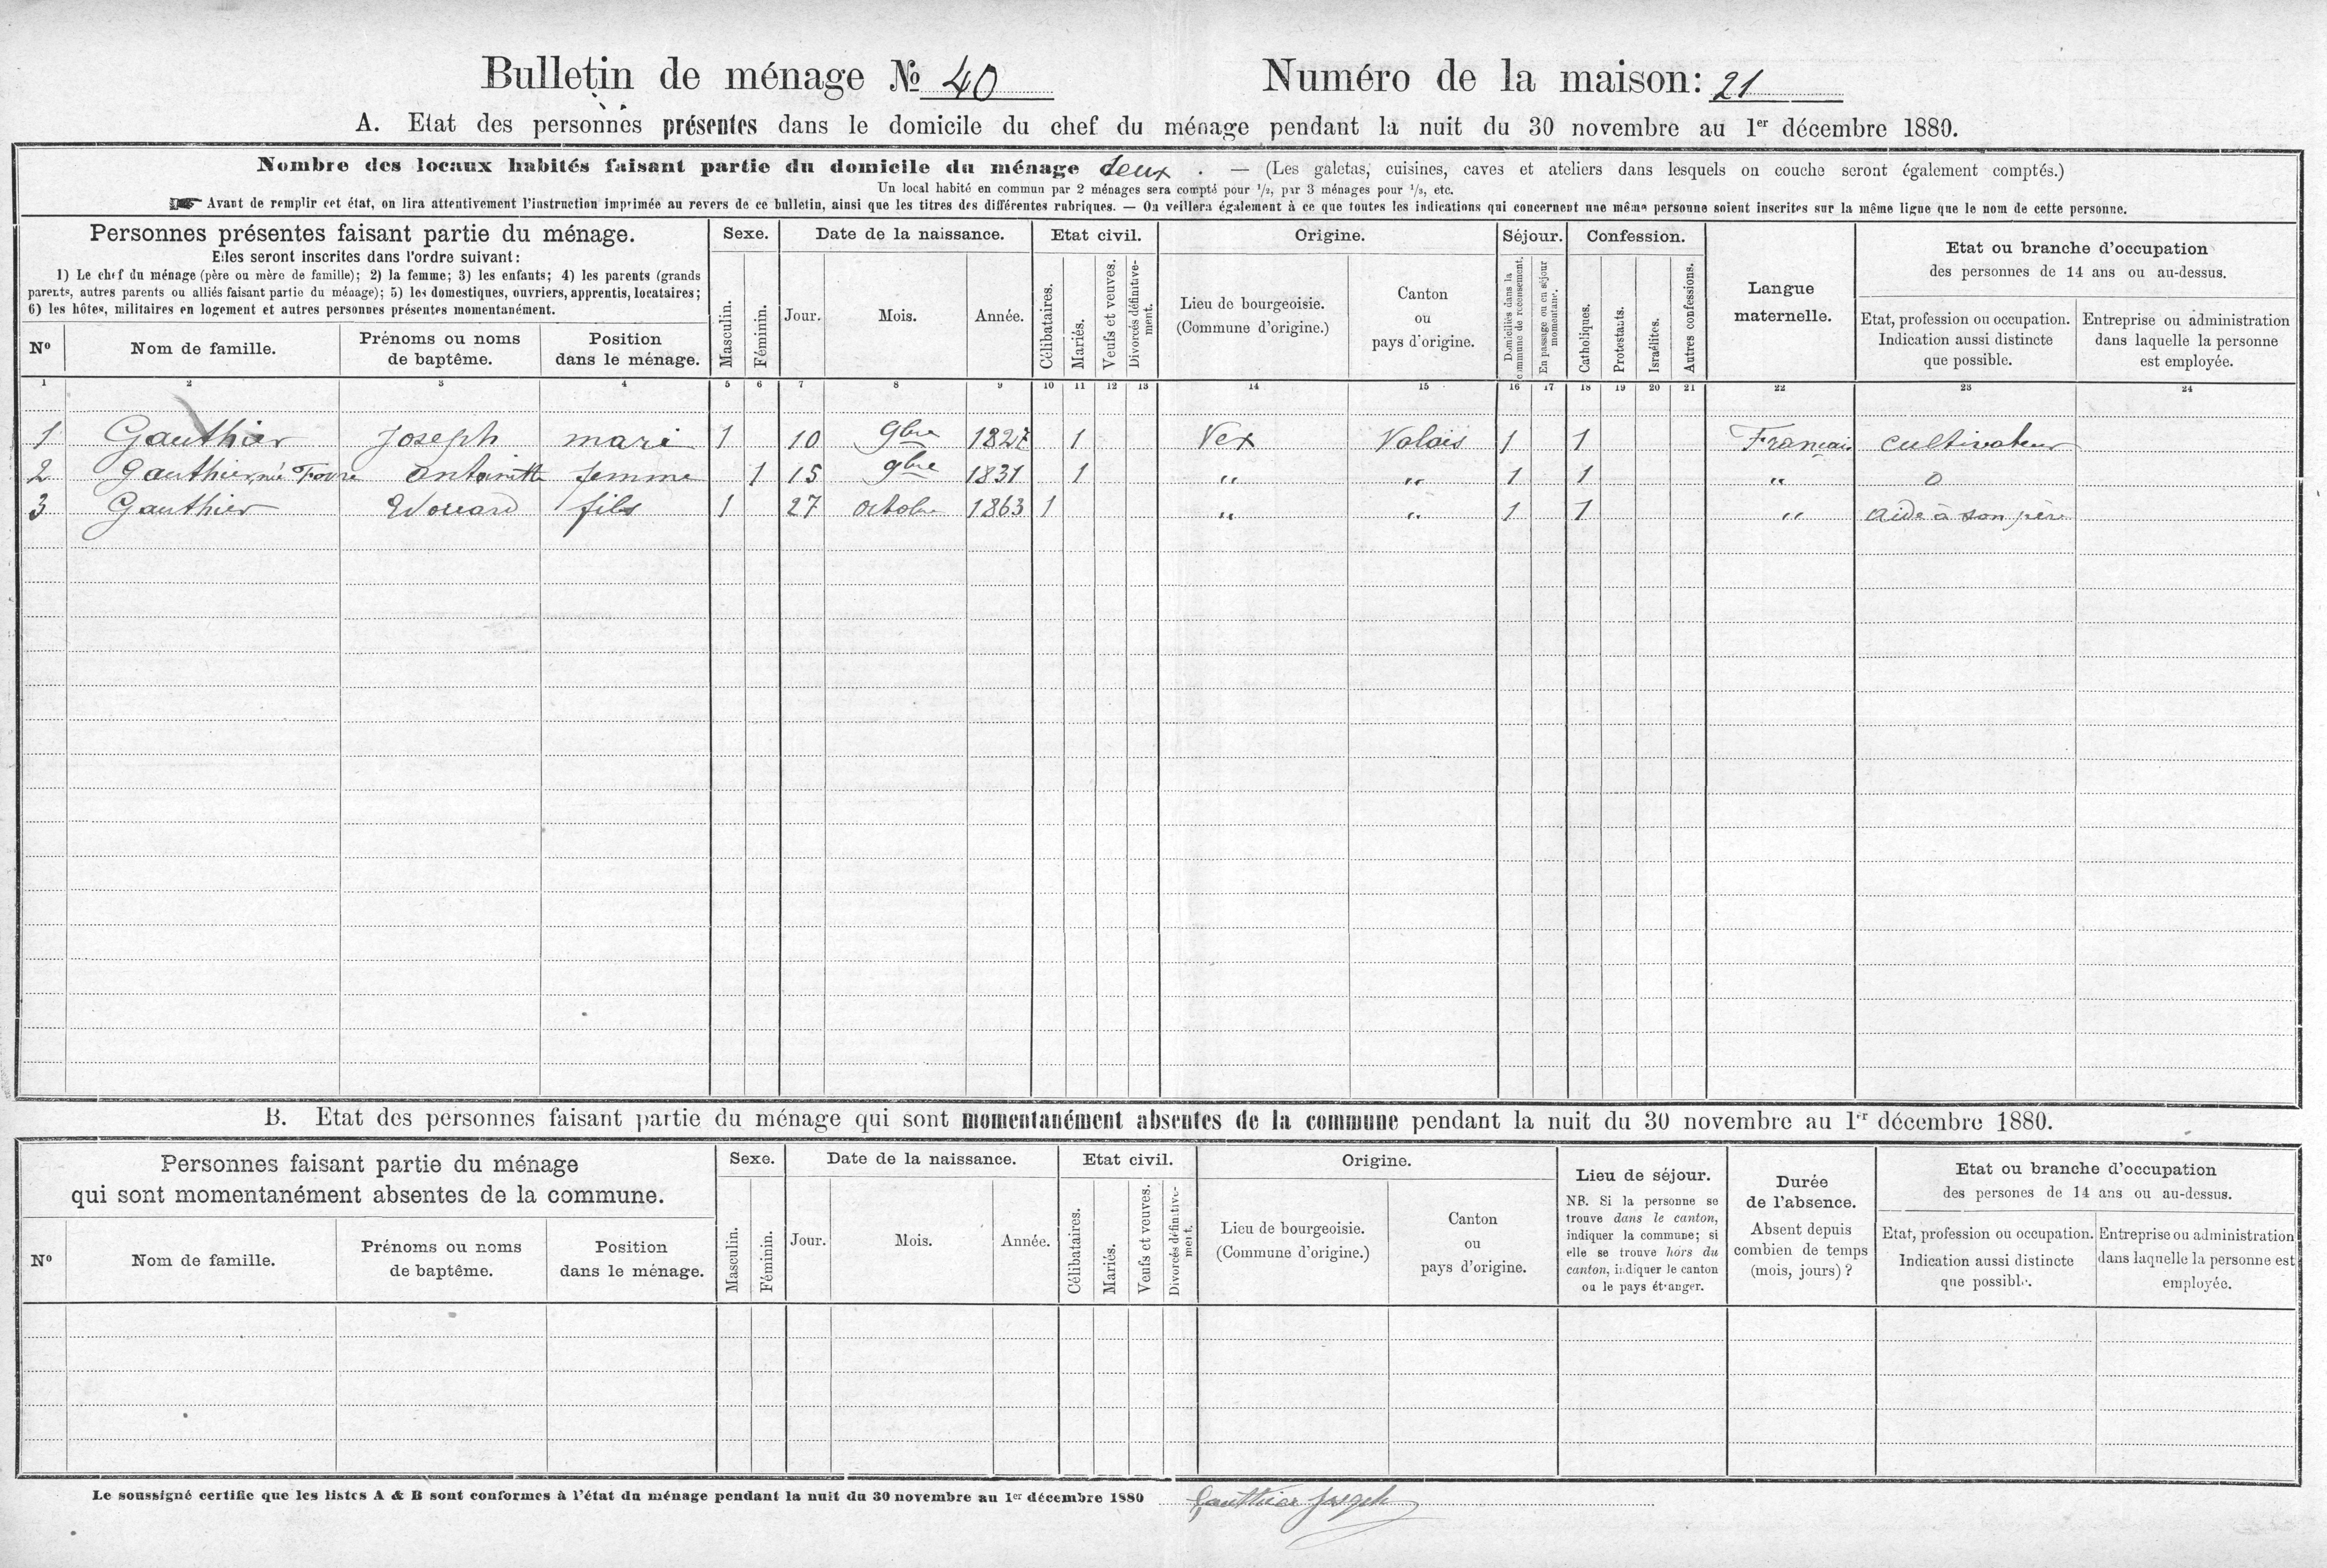 Bulletin de ménage № 40
Numéro de la maison: 21
A. Etat des personnes présentes dans le domicile du chef du ménage pendant la nuit du 30 novembre au 1er décembre 1880.
Nombre des locaux habités faisant partie du domicile du ménage deux . — (Les galetas, cuisines, caves et ateliers dans lesquels on couche seront également comptés.)
Un local habité en commun par 2 ménages sera compté pour 1/2, par 3 ménages pour 1/3, etc.
☛ Avant de remplir cet état, on lira attentivement l'instruction imprimée au revers de ce bulletin, ainsi que les titres des différentes rubriques. — On veillera également à ce que toutes les indications qui concernent une même personne soient inscrites sur la même ligne que le nom de cette personne.
Personnes présentes faisant partie du ménage.
Elles seront inscrites dans l'ordre suivant:
1) Le chef du ménage (père ou mère de famille); 2) la femme; 3) les enfants; 4) les parents (grands
parents, autres parents ou alliés faisant partie du ménage); 5) les domestiques, ouvriers, apprentis, locataires;
6) les hôtes, militaires en logement et autres personnes présentes momentanément.
Nº
Nom de famille.
Prénoms ou noms
de baptême.
Position
dans le ménage.
Sexe.
Masculin.
Féminin.
Date de la naissance.
Jour.
Mois.
Année.
Etat civil.
Célibataires.
Mariés.
Veufs et veuves.
Divorcés définitive-
ment.
Origine.
Lieu de bourgeoisie.
(Commune d'origine.)
Canton
ou
pays d'origine.
Séjour.
Domiciliés dans la
commune de recensement.
En passage ou en séjour
momentané.
Confession.
Catholiques.
Protestants.
Israélites.
Autres confessions.
Langue
maternelle.
Etat ou branche d'occupation
des personnes de 14 ans ou au-dessus.
Etat, profession ou occupation.
Indication aussi distincte
que possible.
Entreprise ou administration
dans laquelle la personne
est employée.
1 2 3 4 5 6 7 8 9 10 11 12 13 14 15 16 17 18 19 20 21 22 23 24
1 Gauthier Joseph mari 1 10 9bre 1827 1 Vex Valais 1 1 Français cultivateur
2 Gauthier, né Favre antoinette femme 1 15 9bre 1831 1 " " 1 1 " 0
3 Gauthier Edouard fils 1 27 octobre 1863 1 " " 1 1 " aide à son père
B. Etat des personnes faisant partie du ménage qui sont momentanément absentes de la commune pendant la nuit du 30 novembre au 1er décembre 1880.
Personnes faisant partie du ménage
qui sont momentanément absentes de la commune.
Nº
Nom de famille.
Prénoms ou noms
de baptême.
Position
dans le ménage.
Sexe.
Masculin.
Féminin.
Date de la naissance.
Jour.
Mois.
Année.
Etat civil.
Célibataires.
Mariés.
Veufs et veuves.
Divorcés définitive-
ment.
Origine.
Lieu de bourgeoisie.
(Commune d'origine.)
Canton
ou
pays d'origine.
Lieu de séjour.
NB. Si la personne se
trouve dans le canton,
indiquer la commune; si
elle se trouve hors du
canton, indiquer le canton
ou le pays étranger.
Durée
de l'absence.
Absent depuis
combien de temps
(mois, jours)?
Etat ou branche d'occupation
des persones de 14 ans ou au-dessus.
Etat, profession ou occupation.
Indication aussi distincte
que possible.
Entreprise ou administration
dans laquelle la personne est
employée.
Le soussigné certifie que les listes A & B sont conformes à l'état du ménage pendant la nuit du 30 novembre au 1er décembre 1880 Gauthier Joseph